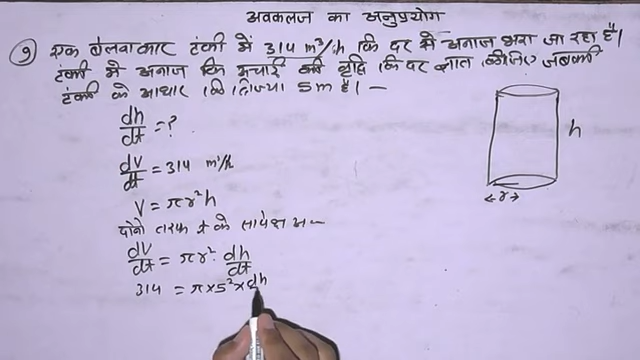 अवकलज का अनुप्रयोग
9 एक बेलनाकार टंकी में 314 m³/h कि दर से अनाज भरा जा रहा है।
टंकी में अनाज कि ऊचाई की वृद्धि कि दर ज्ञात कीजिए जबकी
टंकी के आधार कि त्रिज्या 5m है। -
dh/dt = ?
dV/dt = 314 m³/h
V = πr²h
h
दोनो तरफ t के सापेक्ष अ~
←r→
dV/dt = πr² · dh/dt
314 = π×5²×dh